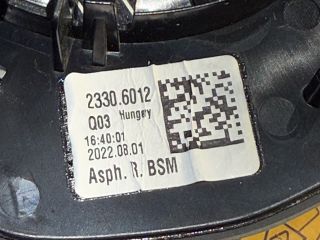 2330.6012
Q03 Hungary
16:40:01
2022.08.01
Asph. R. BSM